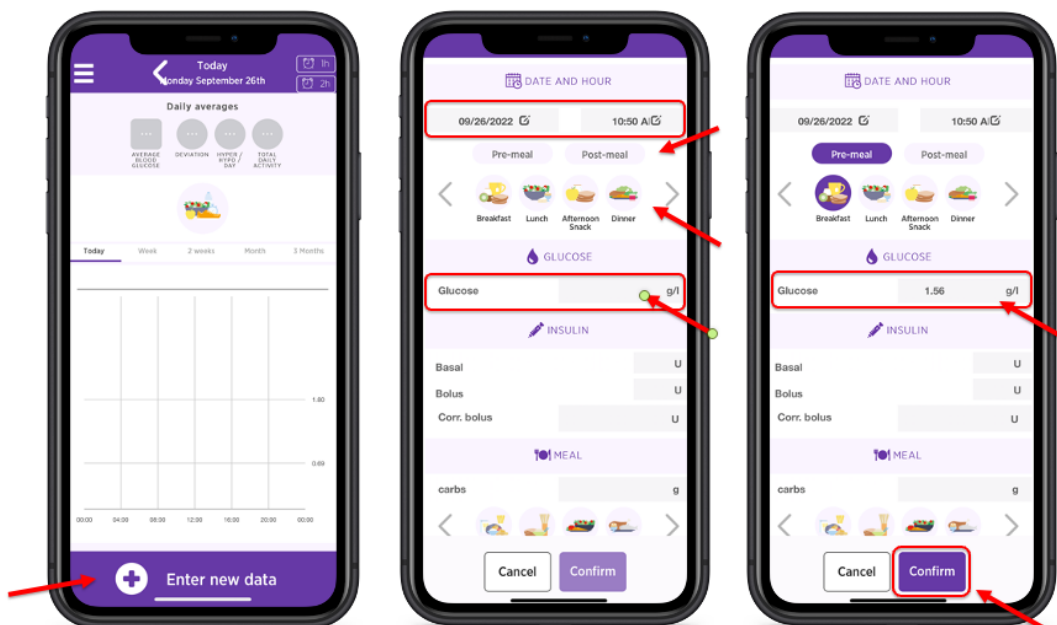 Today
Monday September 26th
1h
2h
Daily averages
...
...
...
...
AVERAGE BLOOD GLUCOSE
DEVIATION
HYPER / HYPO / DAY
TOTAL DAILY ACTIVITY
Today Week 2 weeks Month 3 Months
1.80
0.69
00:00 04:00 08:00 12:00 16:00 20:00 00:00
Enter new data
DATE AND HOUR
09/26/2022 10:50 A
Pre-meal Post-meal
Breakfast Lunch Afternoon Snack Dinner
GLUCOSE
Glucose g/l
INSULIN
Basal U
Bolus U
Corr. bolus U
MEAL
carbs g
Cancel Confirm
DATE AND HOUR
09/26/2022 10:50 A
Pre-meal Post-meal
Breakfast Lunch Afternoon Snack Dinner
GLUCOSE
Glucose 1.56 g/l
INSULIN
Basal U
Bolus U
Corr. bolus U
MEAL
carbs g
Cancel Confirm